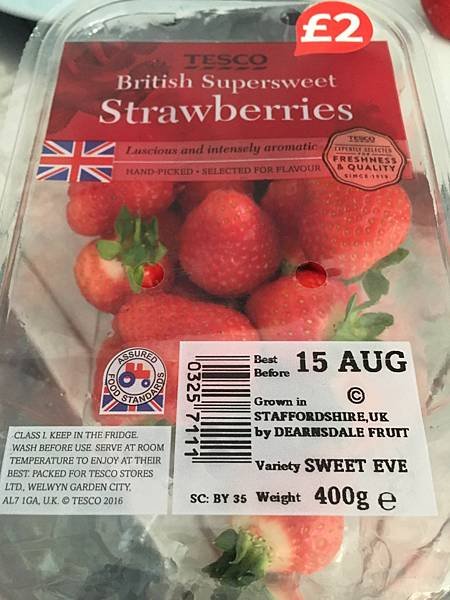 £2
TESCO
British Supersweet
Strawberries
Luscious and intensely aromatic
HAND-PICKED • SELECTED FOR FLAVOUR
TESCO
EXPERTLY SELECTED
FOR
FRESHNESS
& QUALITY
SINCE 1919
ASSURED
FOOD STANDARDS
0325 7111
Best
Before 15 AUG
©
Grown in
STAFFORDSHIRE,UK
by DEARNSDALE FRUIT
Variety SWEET EVE
SC: BY 35 Weight 400g e
CLASS I. KEEP IN THE FRIDGE.
WASH BEFORE USE. SERVE AT ROOM
TEMPERATURE TO ENJOY AT THEIR
BEST. PACKED FOR TESCO STORES
LTD., WELWYN GARDEN CITY,
AL7 1GA, U.K. © TESCO 2016